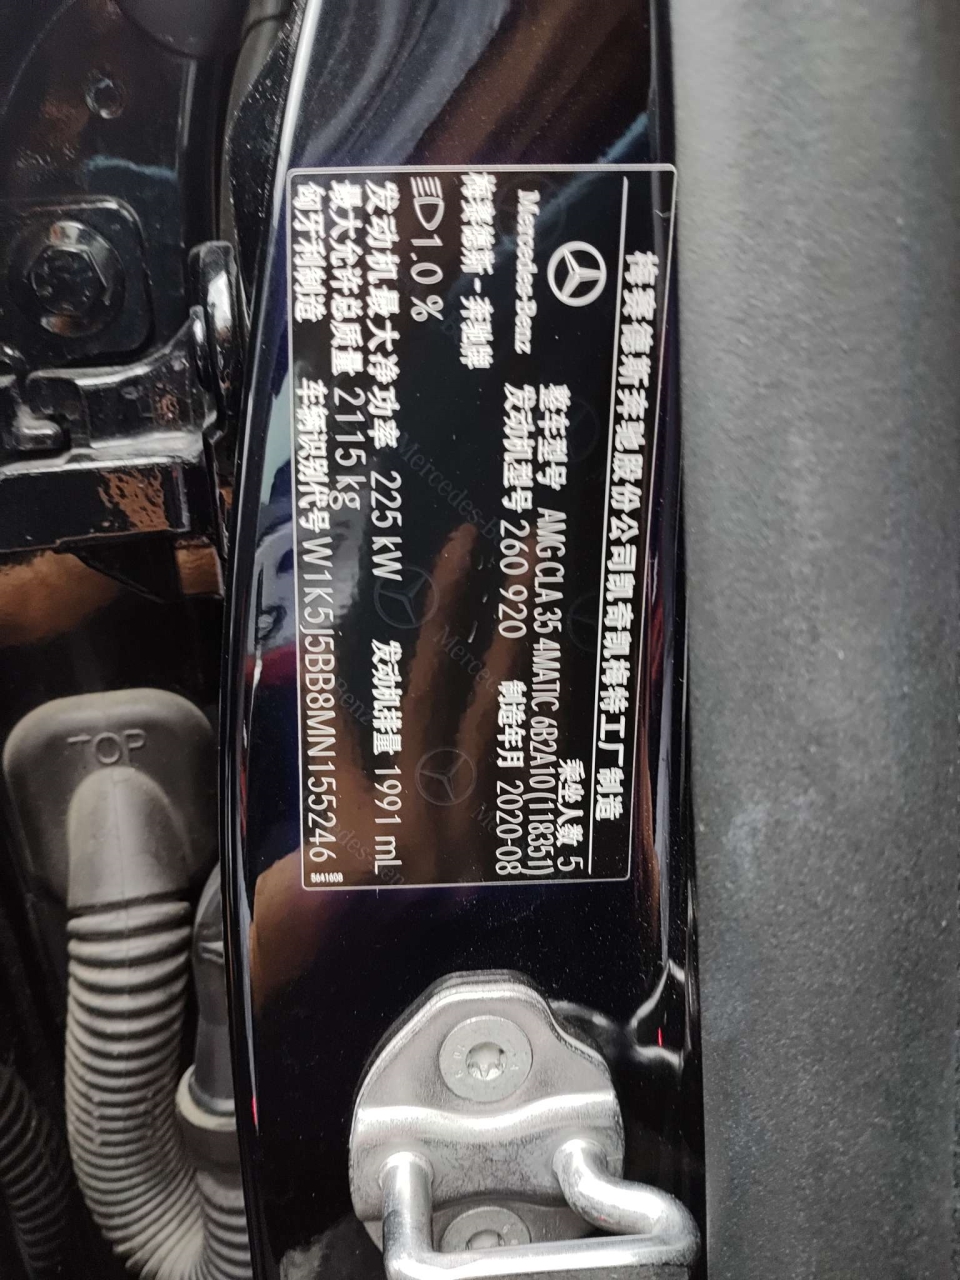 梅赛德斯奔驰股份公司凯奇凯梅特工厂制造
乘坐人数 5
Mercedes-Benz
整车型号 AMG CLA 35 4MATIC 6B2A10(118351)
梅赛德斯-奔驰牌
发动机型号 260 920
制造年月 2020-08
1.0 %
发动机最大净功率 225 kW
发动机排量 1991 mL
最大允许总质量 2115 kg
匈牙利制造
车辆识别代号 W1K5J5BB8MN155246
B641608
TOP